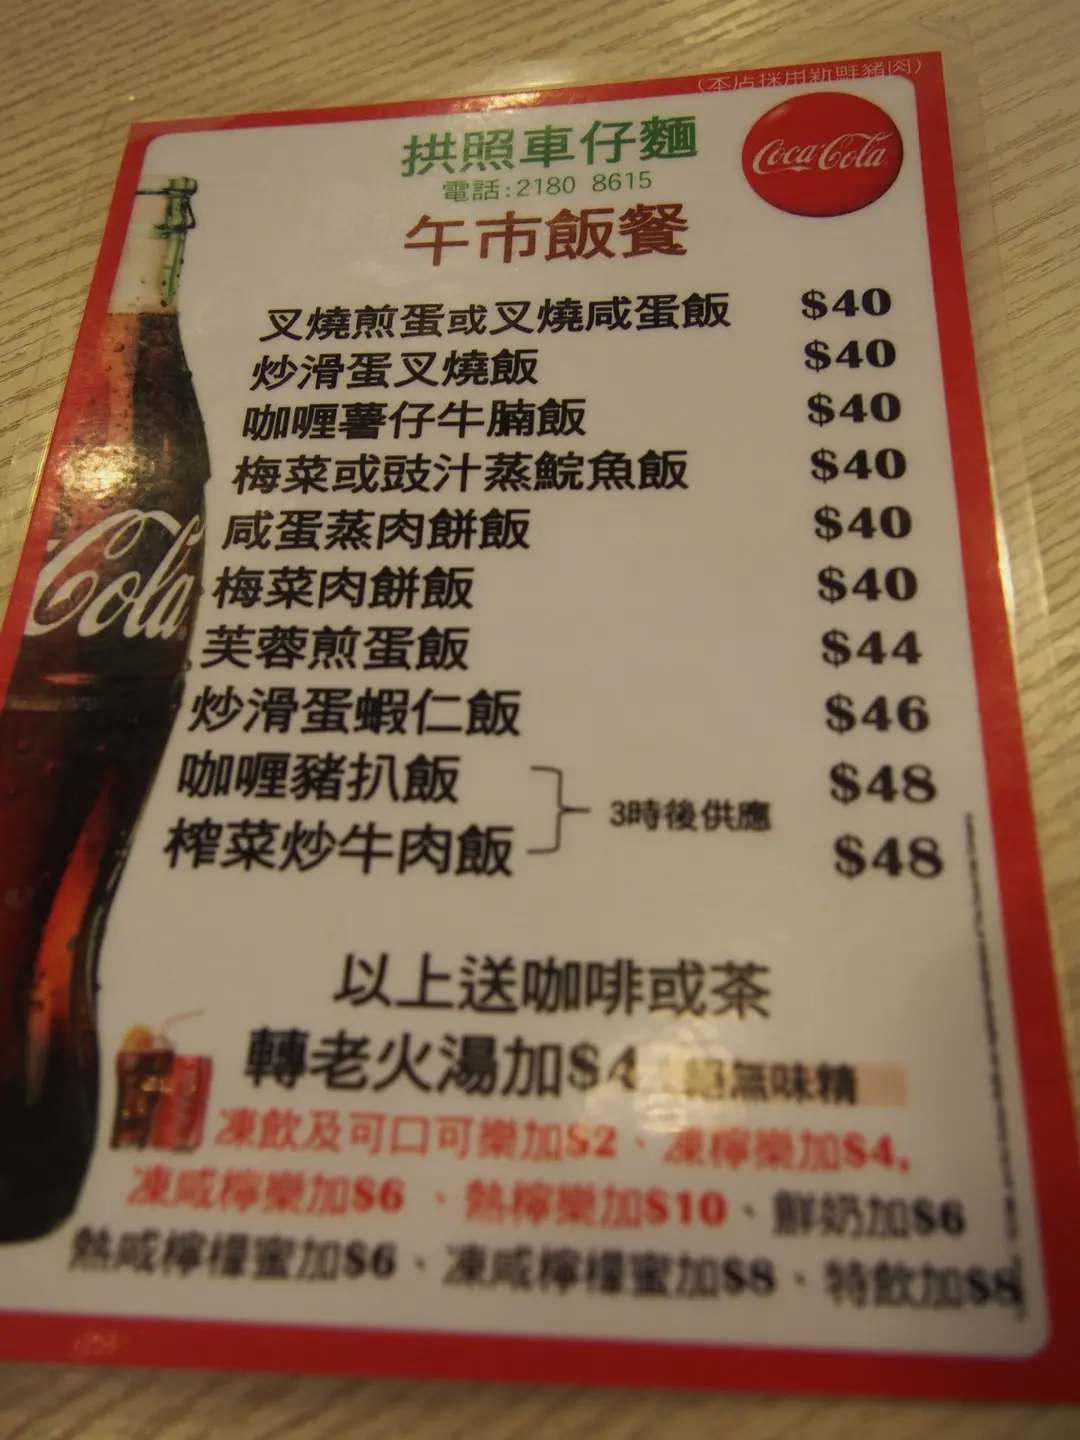 (本店採用新鮮豬肉)
拱照車仔麵
Coca-Cola
電話:2180 8615
午市飯餐
叉燒煎蛋或叉燒咸蛋飯 $40
炒滑蛋叉燒飯 $40
咖喱薯仔牛腩飯 $40
梅菜或豉汁蒸鯇魚飯 $40
咸蛋蒸肉餅飯 $40
梅菜肉餅飯 $40
芙蓉煎蛋飯 $44
炒滑蛋蝦仁飯 $46
咖喱豬扒飯 $48
3時後供應
榨菜炒牛肉飯 $48
Cola
以上送咖啡或茶
轉老火湯加$4 絕無味精
凍飲及可口可樂加$2、凍檸樂加$4,
凍咸檸樂加$6 、熱檸樂加$10、鮮奶加$6
熱咸檸檬蜜加$6、凍咸檸檬蜜加$8、特飲加$8